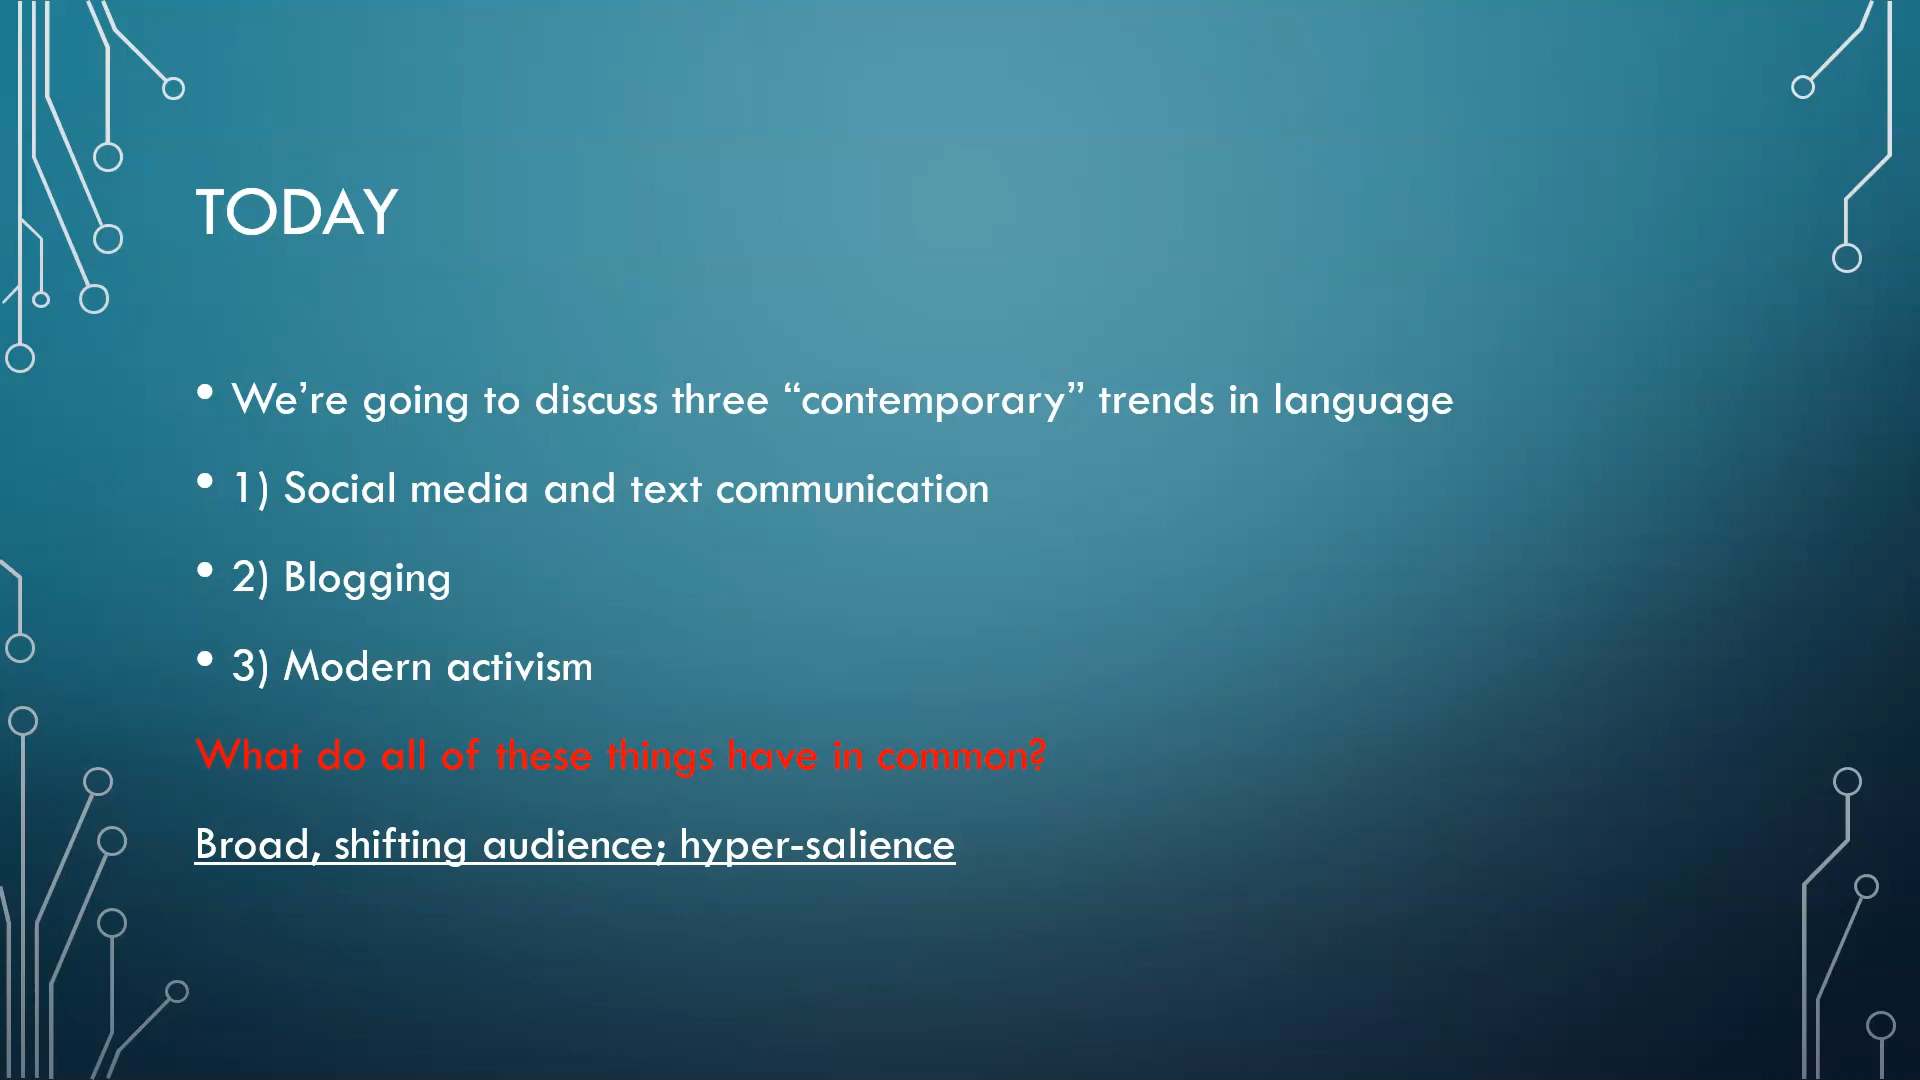 TODAY
• We’re going to discuss three “contemporary” trends in language
• 1) Social media and text communication
• 2) Blogging
• 3) Modern activism
What do all of these things have in common?
Broad, shifting audience; hyper-salience